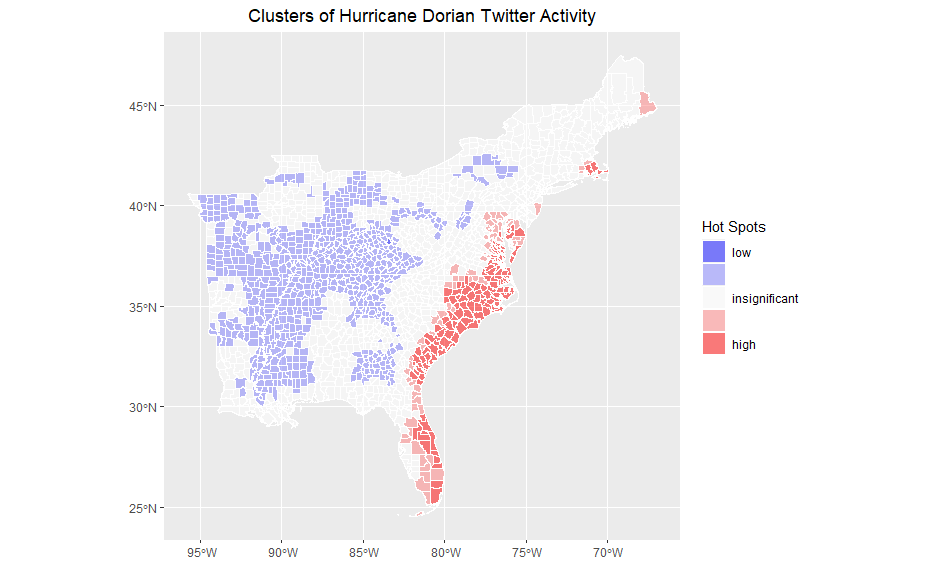 Clusters of Hurricane Dorian Twitter Activity
45°N
40°N
35°N
30°N
25°N
95°W
90°W
85°W
80°W
75°W
70°W
Hot Spots
low
insignificant
high